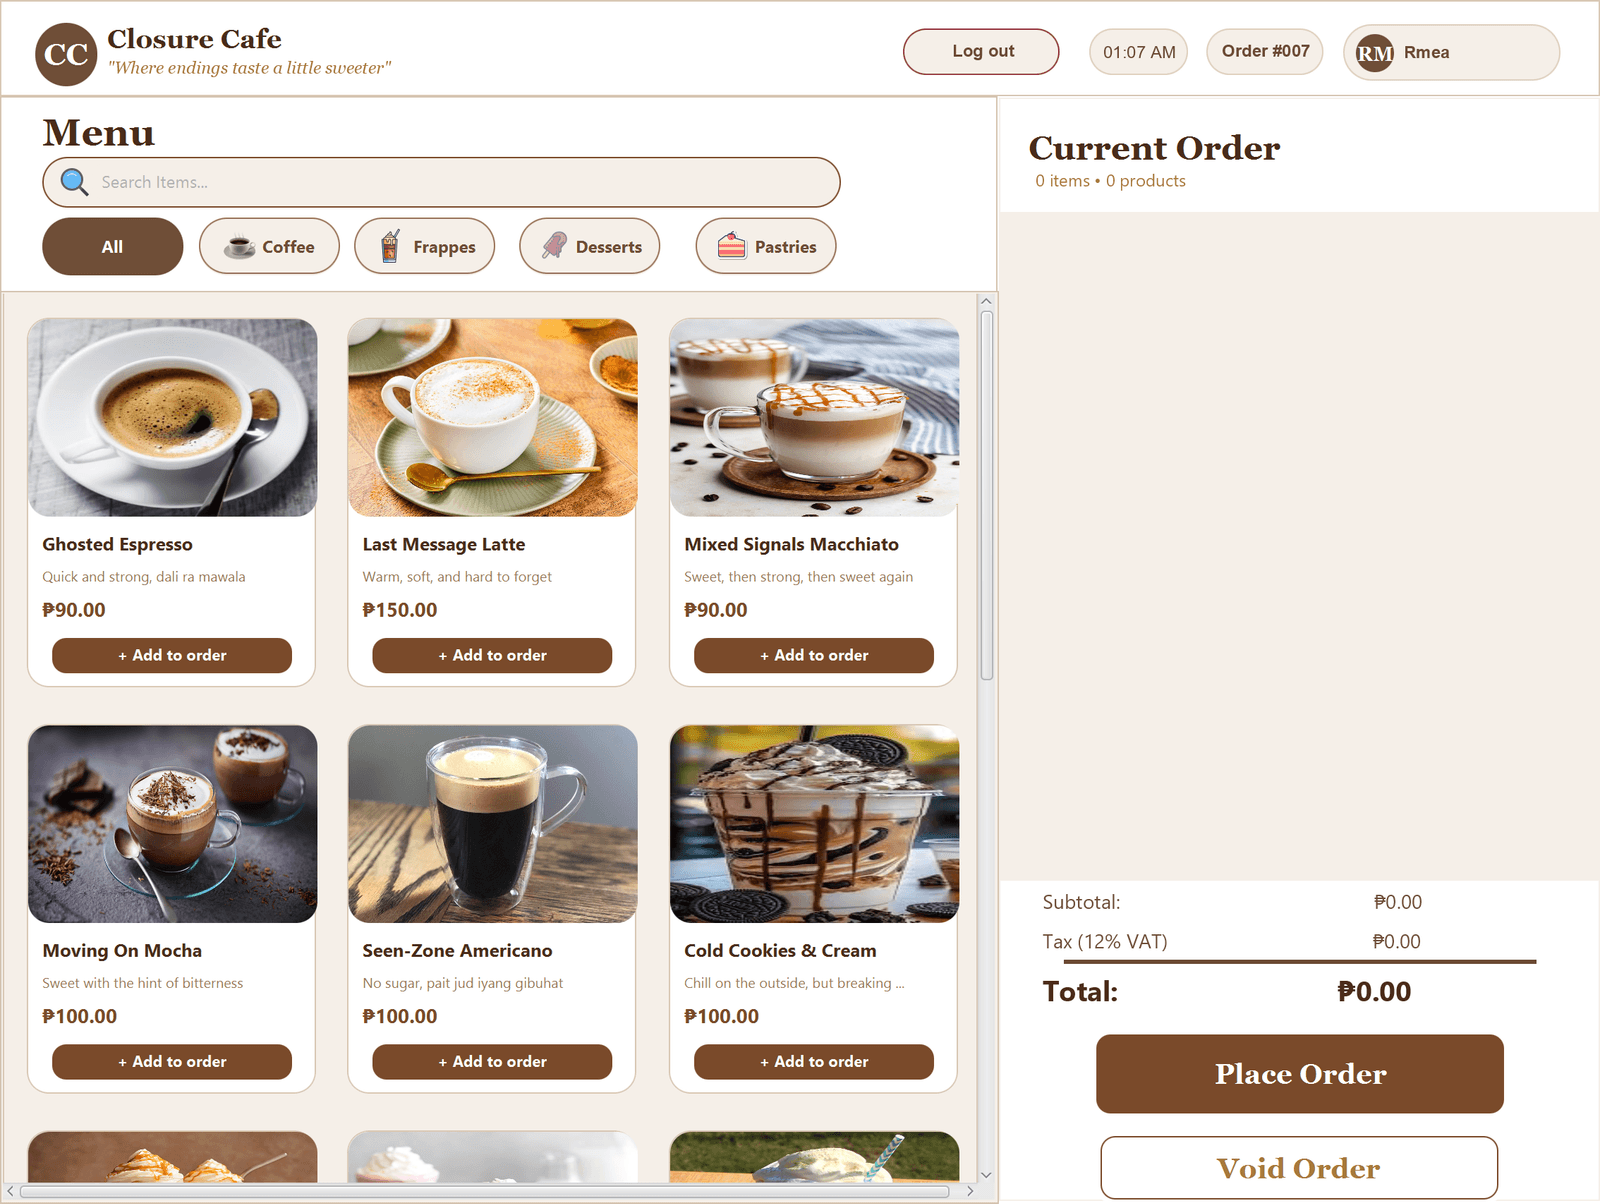 CC
Closure Cafe
"Where endings taste a little sweeter"
Log out
01:07 AM
Order #007
RM
Rmea
Menu
Search Items...
All
Coffee
Frappes
Desserts
Pastries
Current Order
0 items • 0 products
Ghosted Espresso
Quick and strong, dali ra mawala
₱90.00
+ Add to order
Last Message Latte
Warm, soft, and hard to forget
₱150.00
+ Add to order
Mixed Signals Macchiato
Sweet, then strong, then sweet again
₱90.00
+ Add to order
Moving On Mocha
Sweet with the hint of bitterness
₱100.00
+ Add to order
Seen-Zone Americano
No sugar, pait jud iyang gibuhat
₱100.00
+ Add to order
Cold Cookies & Cream
Chill on the outside, but breaking ...
₱100.00
+ Add to order
Subtotal: ₱0.00
Tax (12% VAT) ₱0.00
Total: ₱0.00
Place Order
Void Order